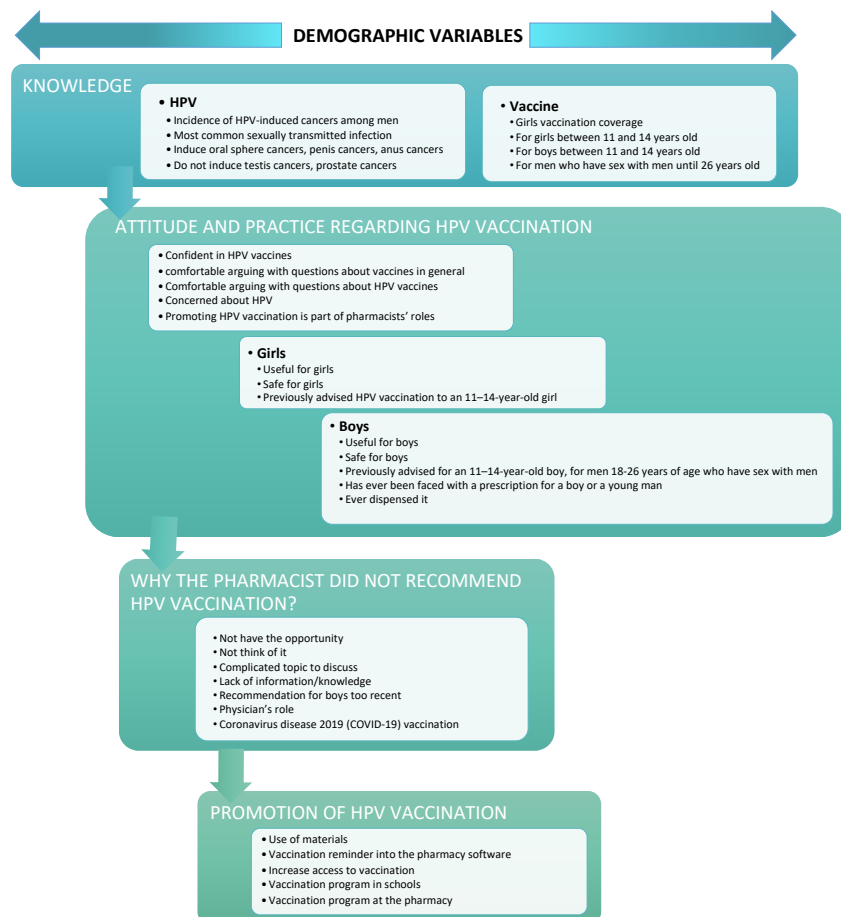 DEMOGRAPHIC VARIABLES
KNOWLEDGE
• HPV
• Incidence of HPV-induced cancers among men
• Most common sexually transmitted infection
• Induce oral sphere cancers, penis cancers, anus cancers
• Do not induce testis cancers, prostate cancers
• Vaccine
• Girls vaccination coverage
• For girls between 11 and 14 years old
• For boys between 11 and 14 years old
• For men who have sex with men until 26 years old
ATTITUDE AND PRACTICE REGARDING HPV VACCINATION
• Confident in HPV vaccines
• comfortable arguing with questions about vaccines in general
• Comfortable arguing with questions about HPV vaccines
• Concerned about HPV
• Promoting HPV vaccination is part of pharmacists’ roles
• Girls
• Useful for girls
• Safe for girls
• Previously advised HPV vaccination to an 11–14-year-old girl
• Boys
• Useful for boys
• Safe for boys
• Previously advised for an 11–14-year-old boy, for men 18-26 years of age who have sex with men
• Has ever been faced with a prescription for a boy or a young man
• Ever dispensed it
WHY THE PHARMACIST DID NOT RECOMMEND
HPV VACCINATION?
• Not have the opportunity
• Not think of it
• Complicated topic to discuss
• Lack of information/knowledge
• Recommendation for boys too recent
• Physician’s role
• Coronavirus disease 2019 (COVID-19) vaccination
PROMOTION OF HPV VACCINATION
• Use of materials
• Vaccination reminder into the pharmacy software
• Increase access to vaccination
• Vaccination program in schools
• Vaccination program at the pharmacy